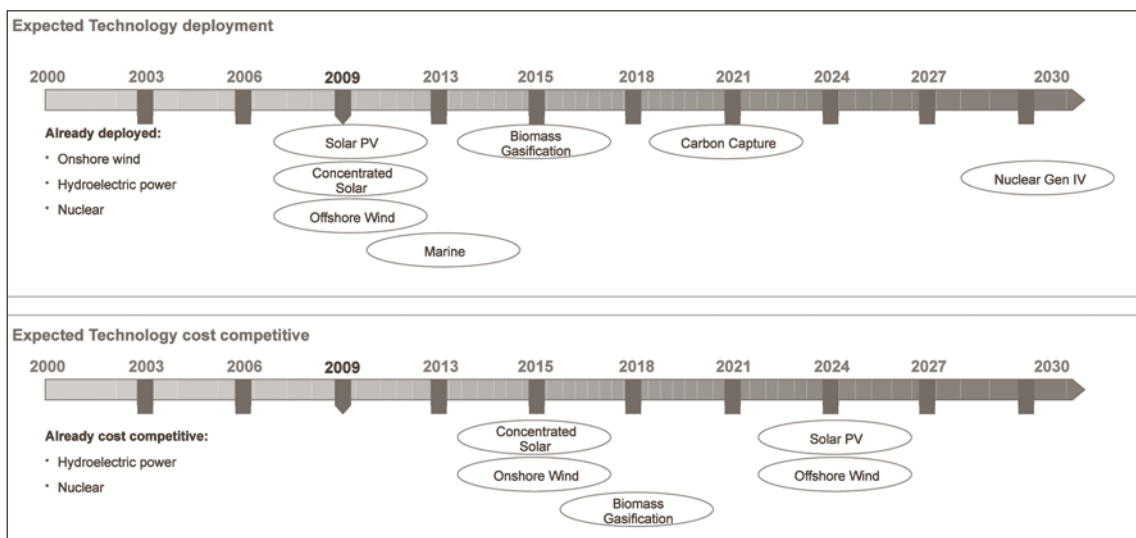 Expected Technology deployment
2000 2003 2006 2009 2013 2015 2018 2021 2024 2027 2030
Already deployed:
• Onshore wind
• Hydroelectric power
• Nuclear
Solar PV
Concentrated
Solar
Offshore Wind
Marine
Biomass
Gasification
Carbon Capture
Nuclear Gen IV
Expected Technology cost competitive
2000 2003 2006 2009 2013 2015 2018 2021 2024 2027 2030
Already cost competitive:
• Hydroelectric power
• Nuclear
Concentrated
Solar
Onshore Wind
Biomass
Gasification
Solar PV
Offshore Wind